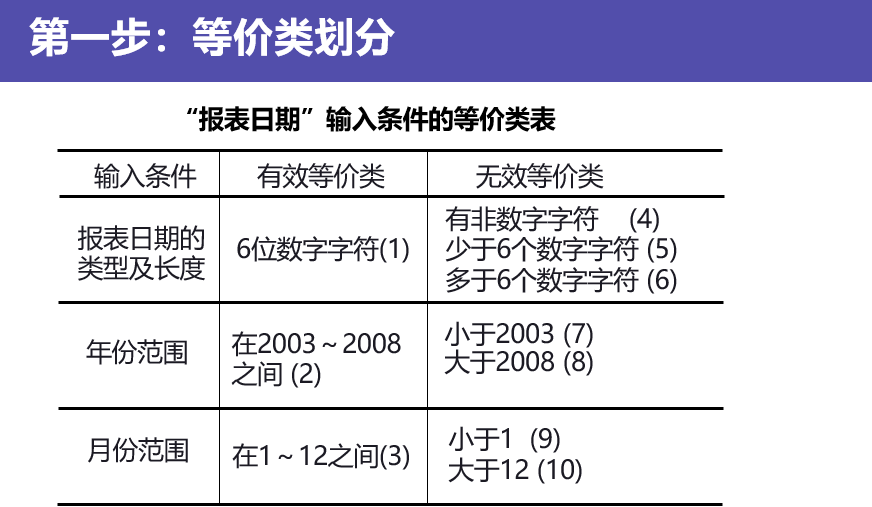 第一步：等价类划分
“报表日期”输入条件的等价类表
输入条件
有效等价类
无效等价类
报表日期的
类型及长度
6位数字字符(1)
有非数字字符 (4)
少于6个数字字符 (5)
多于6个数字字符 (6)
年份范围
在2003～2008
之间 (2)
小于2003 (7)
大于2008 (8)
月份范围
在1～12之间(3)
小于1 (9)
大于12 (10)